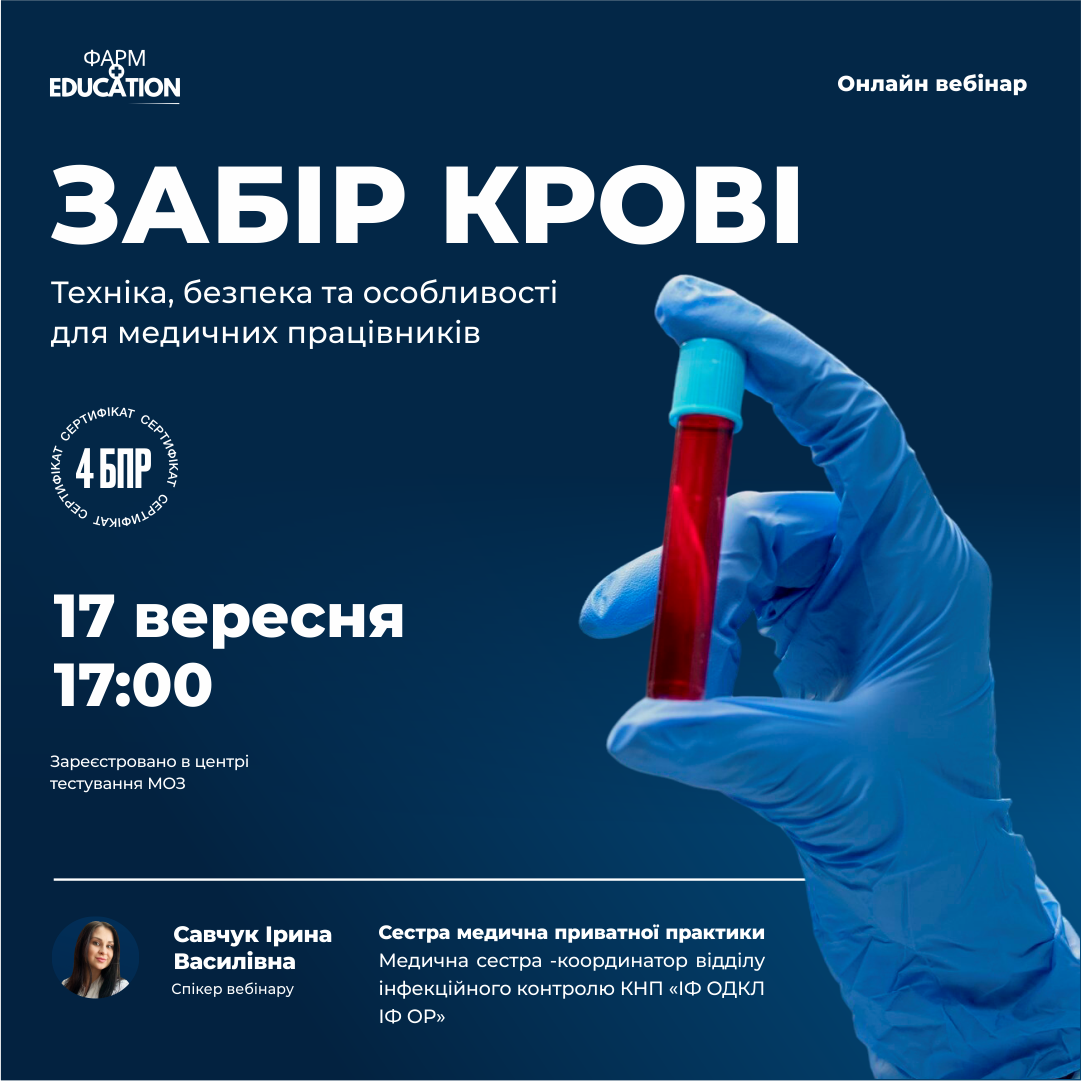 ФАРМ
EDUCATION
Онлайн вебінар
ЗАБІР КРОВІ
Техніка, безпека та особливості
для медичних працівників
СЕРТИФІКАТ СЕРТИФІКАТ СЕРТИФІКАТ СЕРТИФІКАТ
4 БПР
17 вересня
17:00
Зареєстровано в центрі
тестування МОЗ
Савчук Ірина
Василівна
Спікер вебінару
Сестра медична приватної практики
Медична сестра -координатор відділу
інфекційного контролю КНП «ІФ ОДКЛ
ІФ ОР»